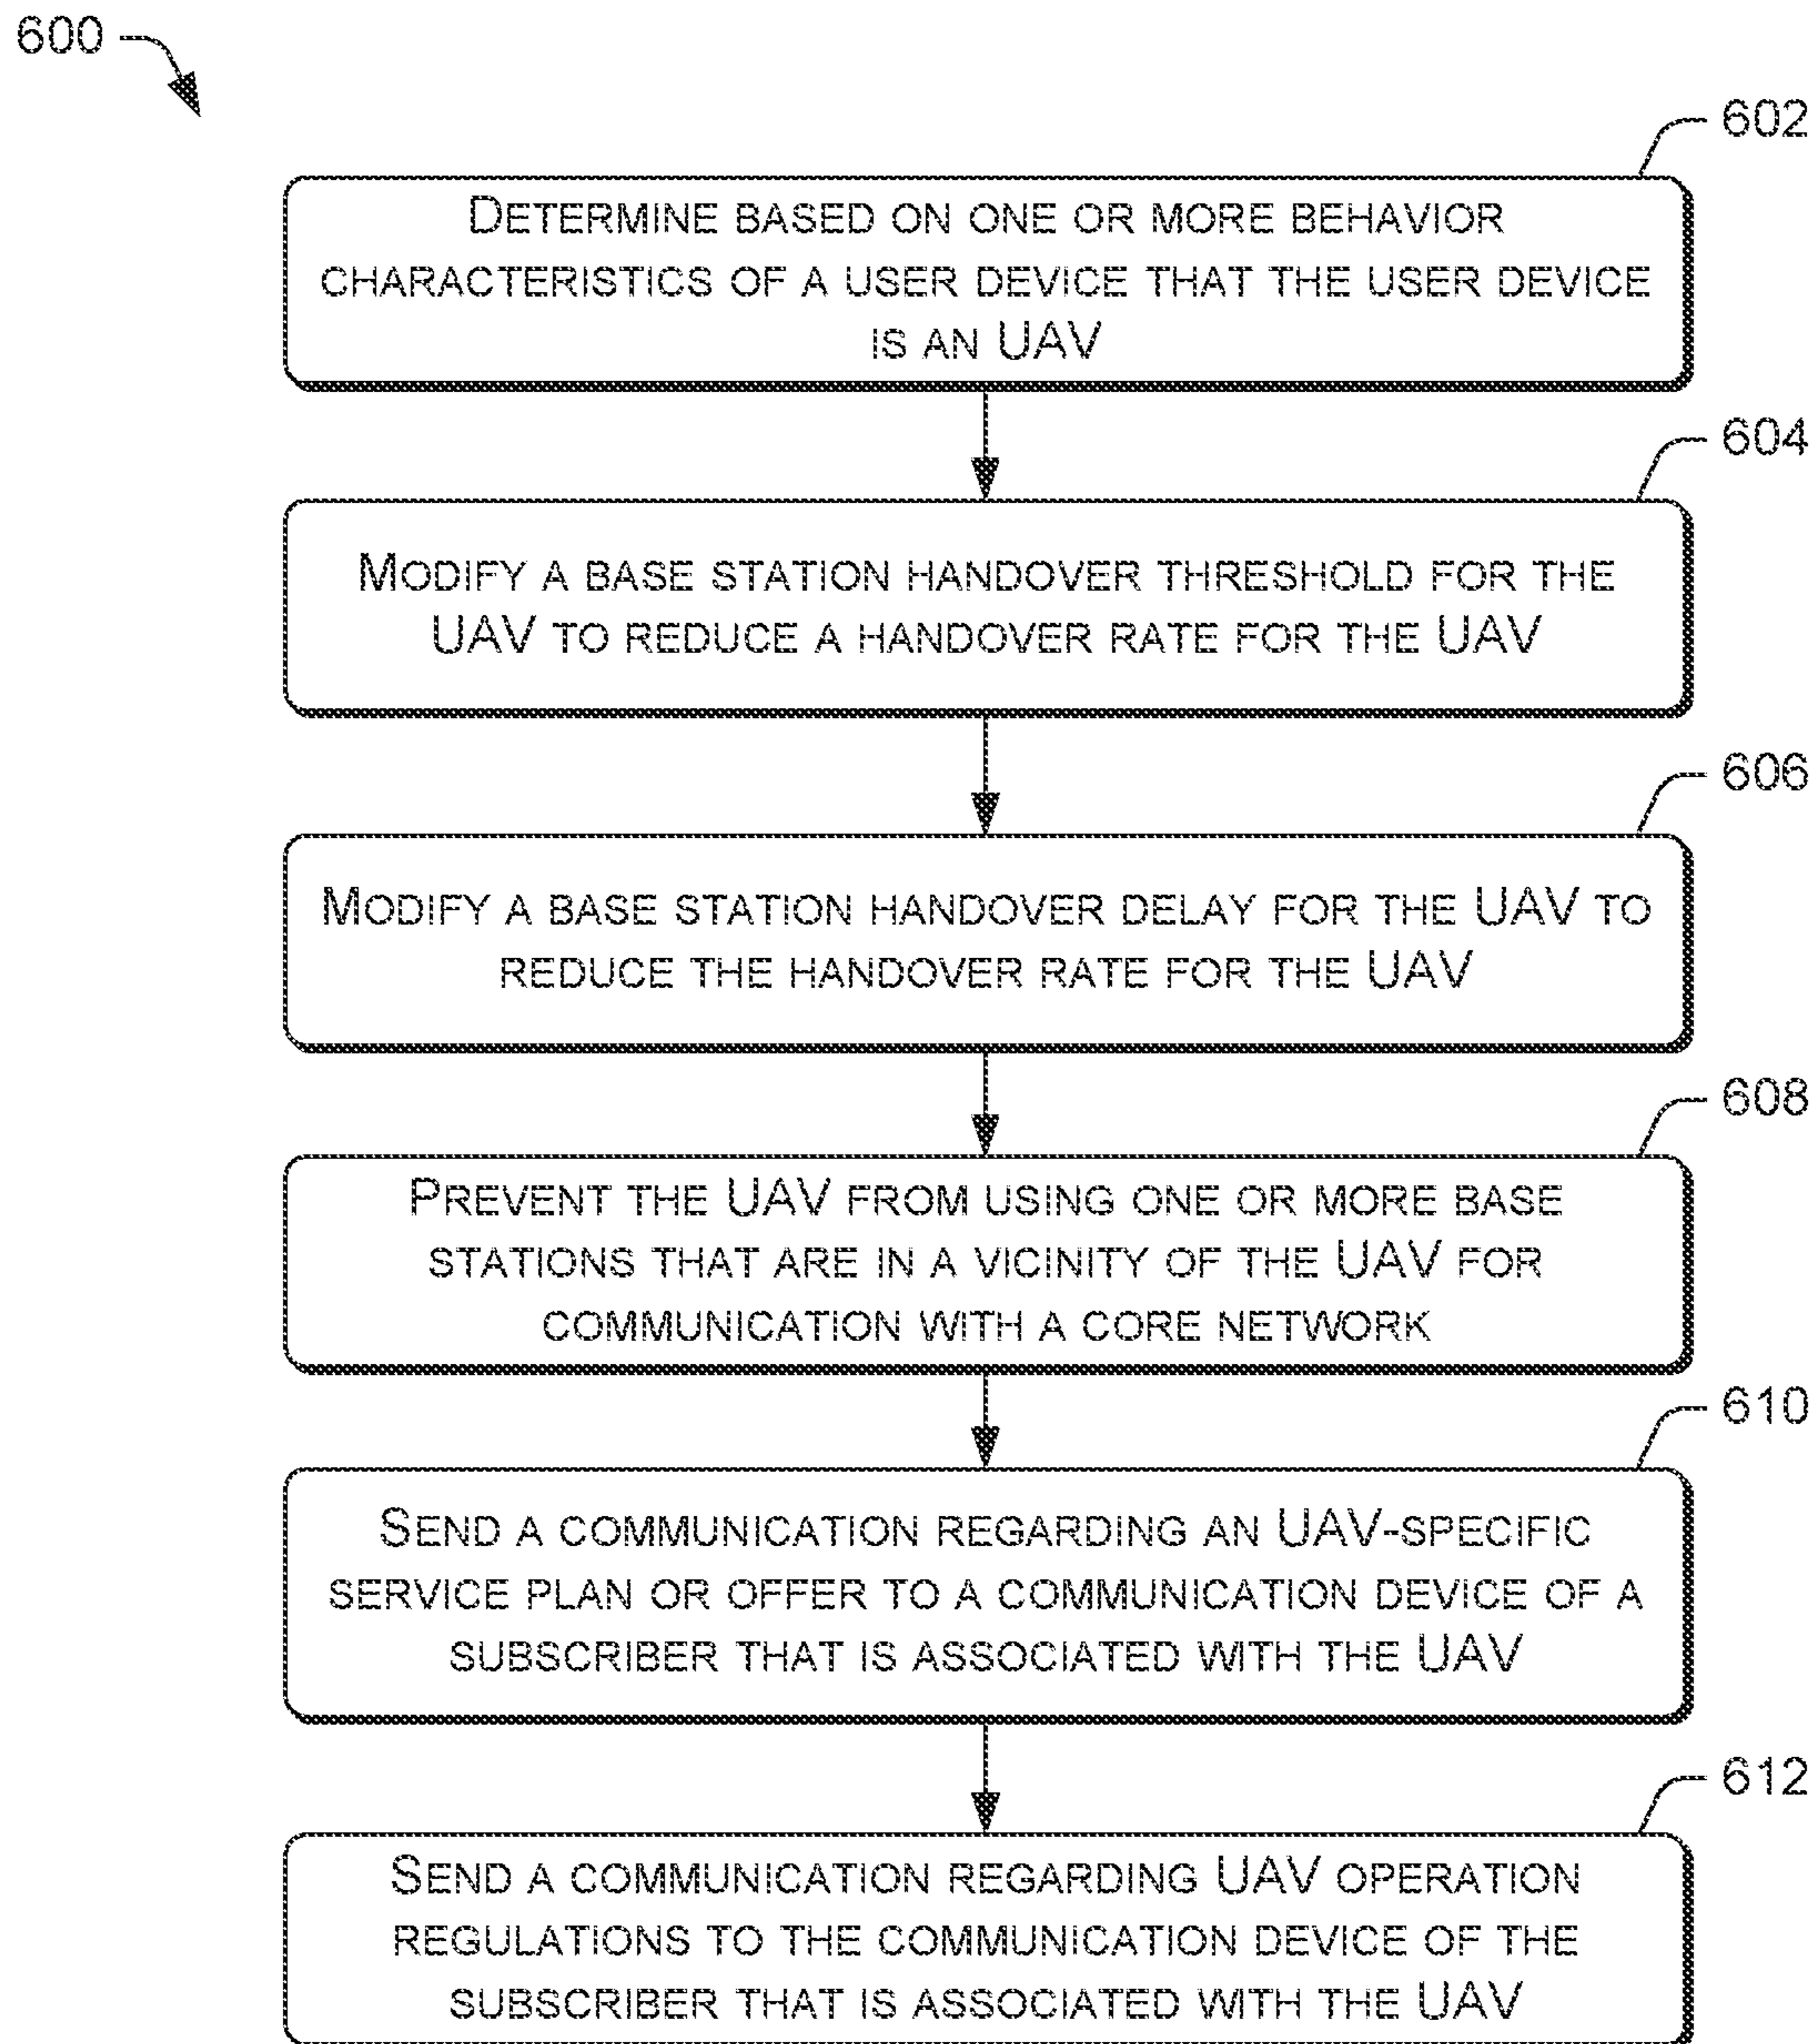 600
602
DETERMINE BASED ON ONE OR MORE BEHAVIOR
CHARACTERISTICS OF A USER DEVICE THAT THE USER DEVICE
IS AN UAV
604
MODIFY A BASE STATION HANDOVER THRESHOLD FOR THE
UAV TO REDUCE A HANDOVER RATE FOR THE UAV
606
MODIFY A BASE STATION HANDOVER DELAY FOR THE UAV TO
REDUCE THE HANDOVER RATE FOR THE UAV
608
PREVENT THE UAV FROM USING ONE OR MORE BASE
STATIONS THAT ARE IN A VICINITY OF THE UAV FOR
COMMUNICATION WITH A CORE NETWORK
610
SEND A COMMUNICATION REGARDING AN UAV-SPECIFIC
SERVICE PLAN OR OFFER TO A COMMUNICATION DEVICE OF A
SUBSCRIBER THAT IS ASSOCIATED WITH THE UAV
612
SEND A COMMUNICATION REGARDING UAV OPERATION
REGULATIONS TO THE COMMUNICATION DEVICE OF THE
SUBSCRIBER THAT IS ASSOCIATED WITH THE UAV